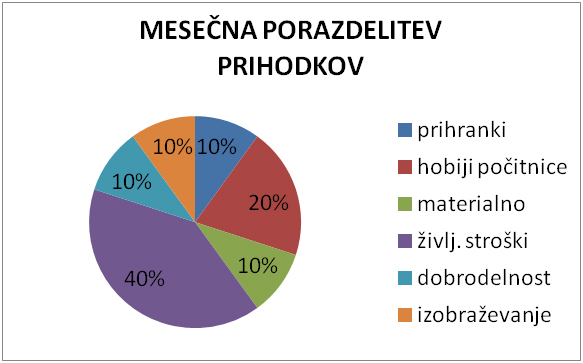 MESEČNA PORAZDELITEV
PRIHODKOV
10%
10%
20%
10%
10%
40%
prihranki
hobiji počitnice
materialno
življ. stroški
dobrodelnost
izobraževanje